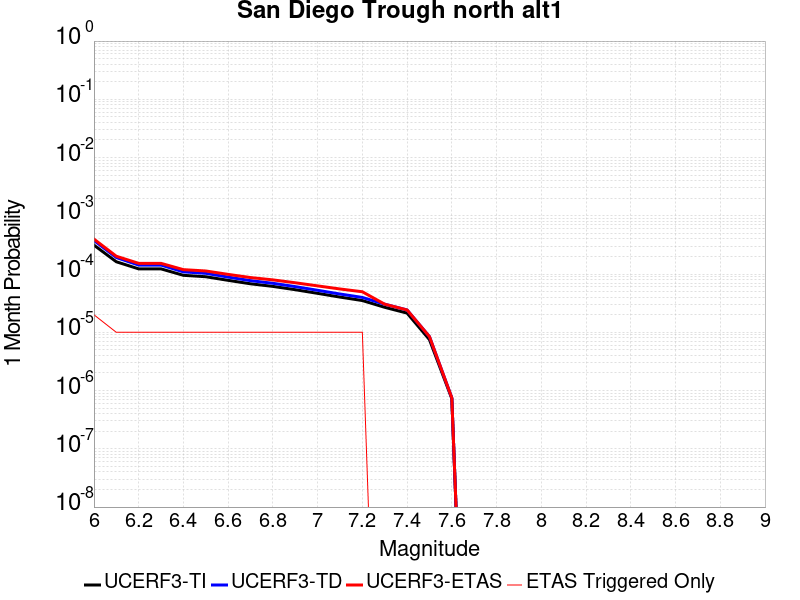 San Diego Trough north alt1
10^0
10^-1
10^-2
10^-3
10^-4
10^-5
10^-6
10^-7
10^-8
1 Month Probability
6 6.2 6.4 6.6 6.8 7 7.2 7.4 7.6 7.8 8 8.2 8.4 8.6 8.8 9
Magnitude
UCERF3-TI UCERF3-TD UCERF3-ETAS ETAS Triggered Only